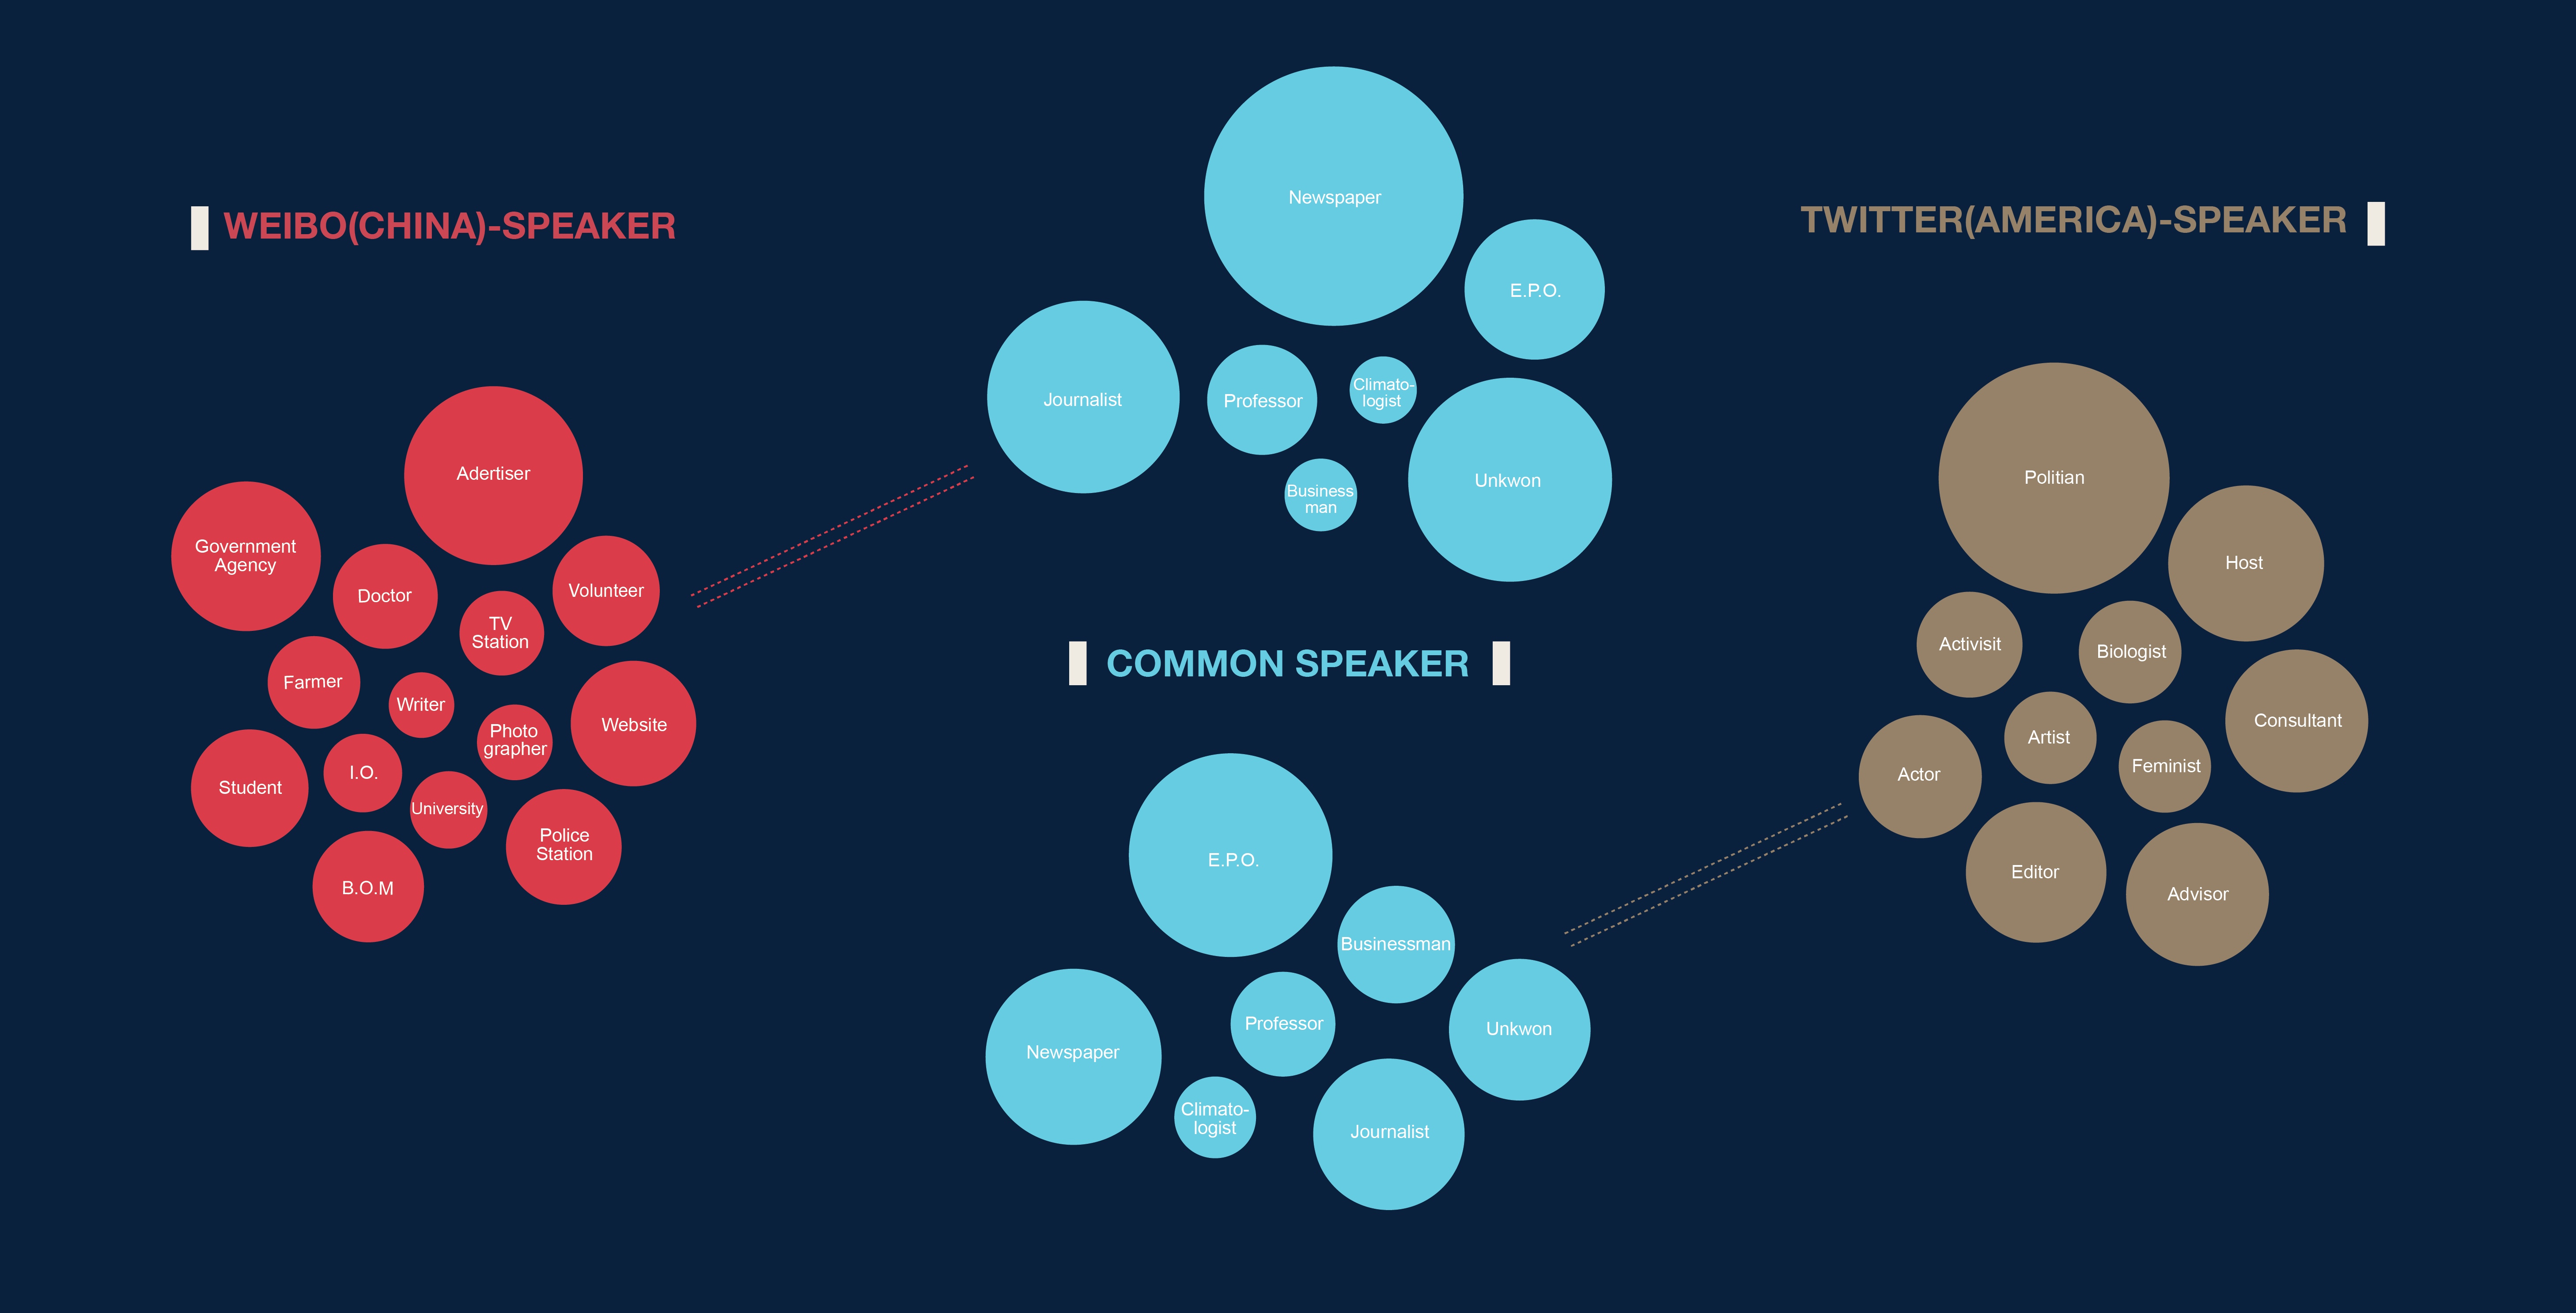 WEIBO(CHINA)-SPEAKER
Adertiser
Government
Agency
Doctor
Volunteer
TV
Station
Farmer
Writer
Photo
grapher
Website
Student
I.O.
University
Police
Station
B.O.M
Newspaper
E.P.O.
Journalist
Professor
Climato-
logist
Business
man
Unkwon
COMMON SPEAKER
E.P.O.
Businessman
Professor
Unkwon
Newspaper
Climato-
logist
Journalist
TWITTER(AMERICA)-SPEAKER
Politian
Host
Activisit
Biologist
Consultant
Artist
Feminist
Actor
Editor
Advisor